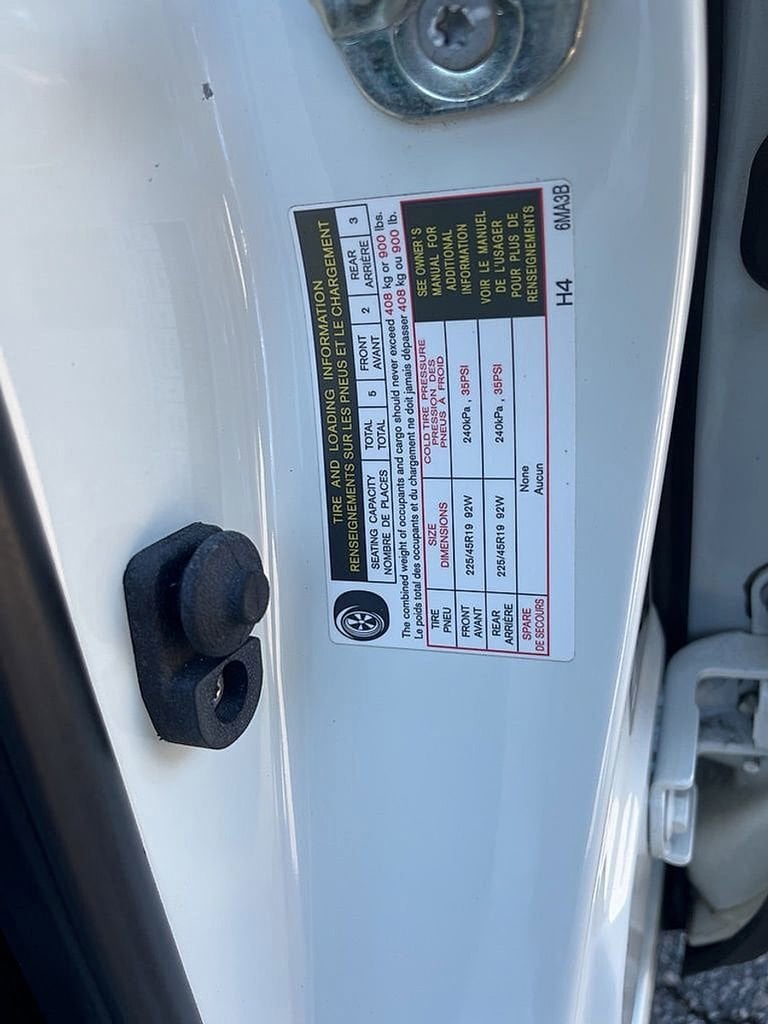 TIRE AND LOADING INFORMATION
RENSEIGNEMENTS SUR LES PNEUS ET LE CHARGEMENT
SEATING CAPACITY TOTAL 5 FRONT 2 REAR 3
NOMBRE DE PLACES TOTAL AVANT ARRIÈRE
The combined weight of occupants and cargo should never exceed 408 kg or 900 lbs.
Le poids total des occupants et du chargement ne doit jamais dépasser 408 kg ou 900 lb.
TIRE SIZE COLD TIRE PRESSURE
PNEU DIMENSIONS PRESSION DES
PNEUS À FROID
FRONT 225/45R19 92W 240kPa , 35PSI
AVANT
REAR 225/45R19 92W 240kPa , 35PSI
ARRIÈRE
SPARE None
DE SECOURS Aucun
SEE OWNER'S
MANUAL FOR
ADDITIONAL
INFORMATION
VOIR LE MANUEL
DE L'USAGER
POUR PLUS DE
RENSEIGNEMENTS
H4 6MA3B